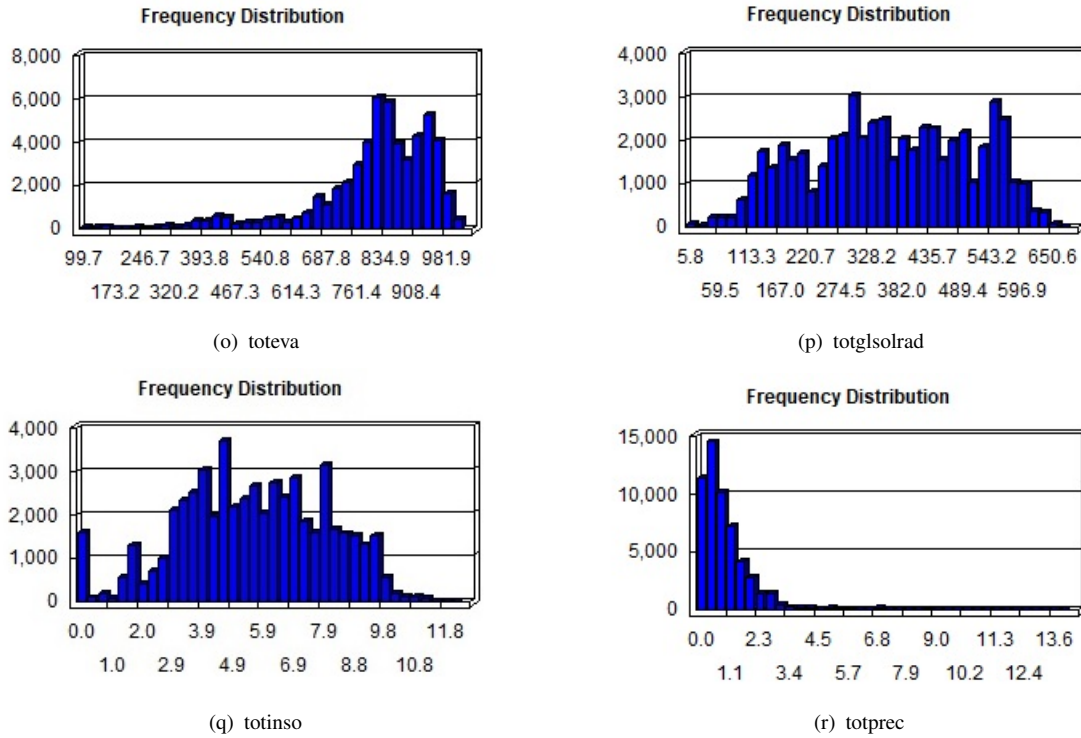 Frequency Distribution
8,000
6,000
4,000
2,000
0
99.7 246.7 393.8 540.8 687.8 834.9 981.9
173.2 320.2 467.3 614.3 761.4 908.4
(o) toteva
Frequency Distribution
4,000
3,000
2,000
1,000
0
5.8 113.3 220.7 328.2 435.7 543.2 650.6
59.5 167.0 274.5 382.0 489.4 596.9
(p) totglsolrad
Frequency Distribution
4,000
3,000
2,000
1,000
0
0.0 2.0 3.9 5.9 7.9 9.8 11.8
1.0 2.9 4.9 6.9 8.8 10.8
(q) totinso
Frequency Distribution
15,000
10,000
5,000
0
0.0 2.3 4.5 6.8 9.0 11.3 13.6
1.1 3.4 5.7 7.9 10.2 12.4
(r) totprec